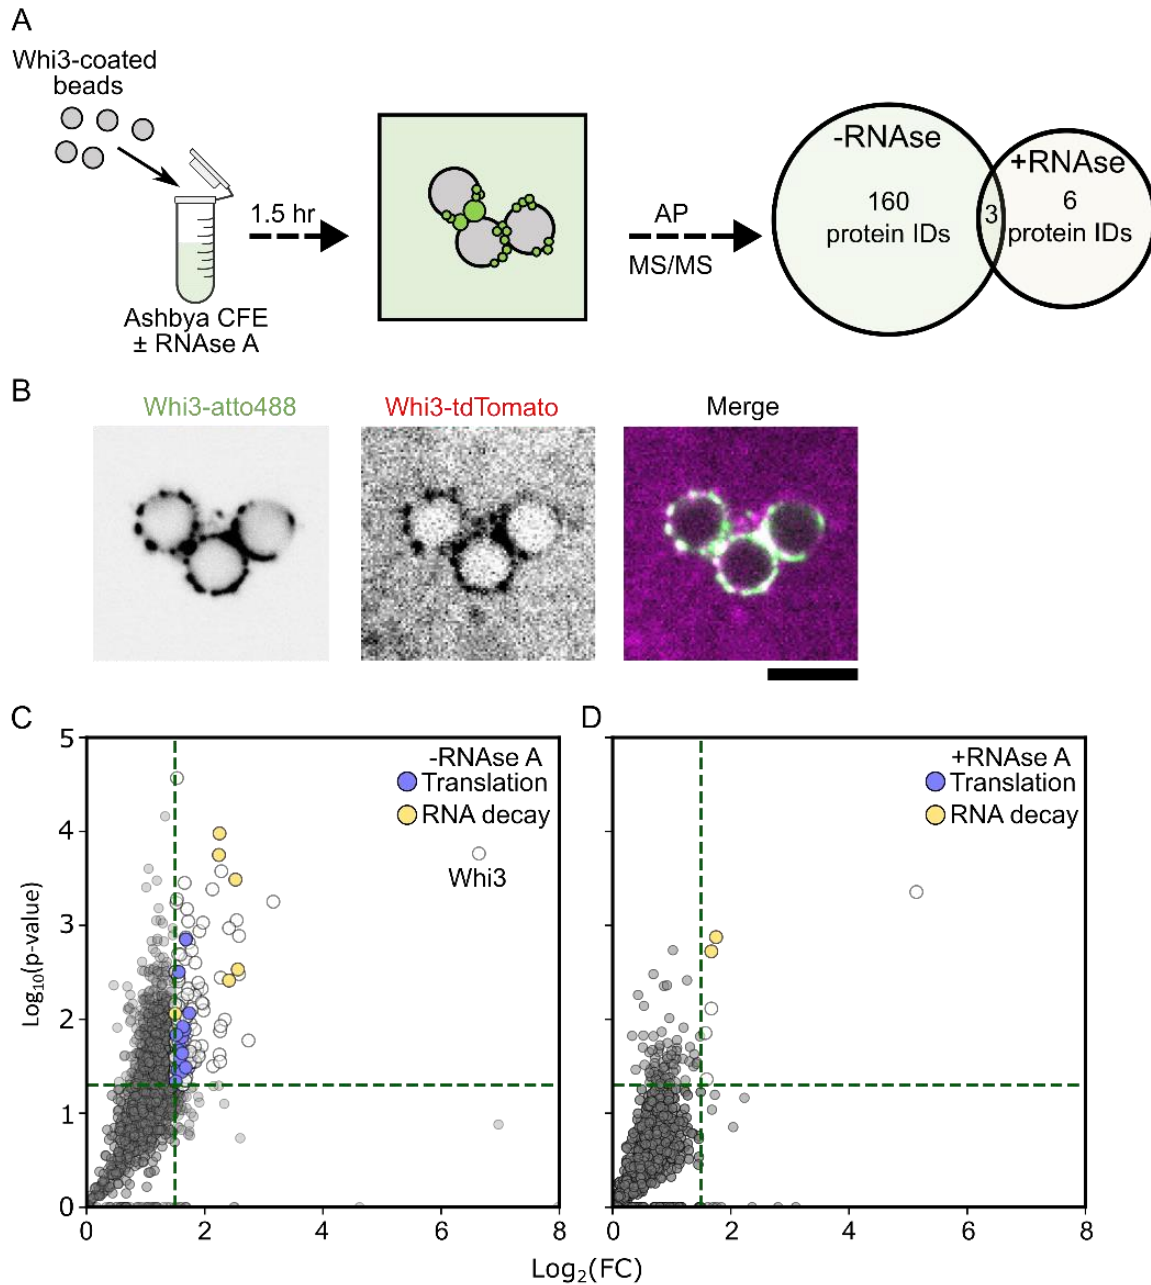 A
Whi3-coated
beads
Ashbya CFE
± RNAse A
1.5 hr
AP
MS/MS
-RNAse
160
protein IDs
3
+RNAse
6
protein IDs
B
Whi3-atto488
Whi3-tdTomato
Merge
C
5
4
3
2
1
0
Log10(p-value)
-RNAse A
Translation
RNA decay
Whi3
0
2
4
6
8
D
+RNAse A
Translation
RNA decay
0
2
4
6
8
Log2(FC)